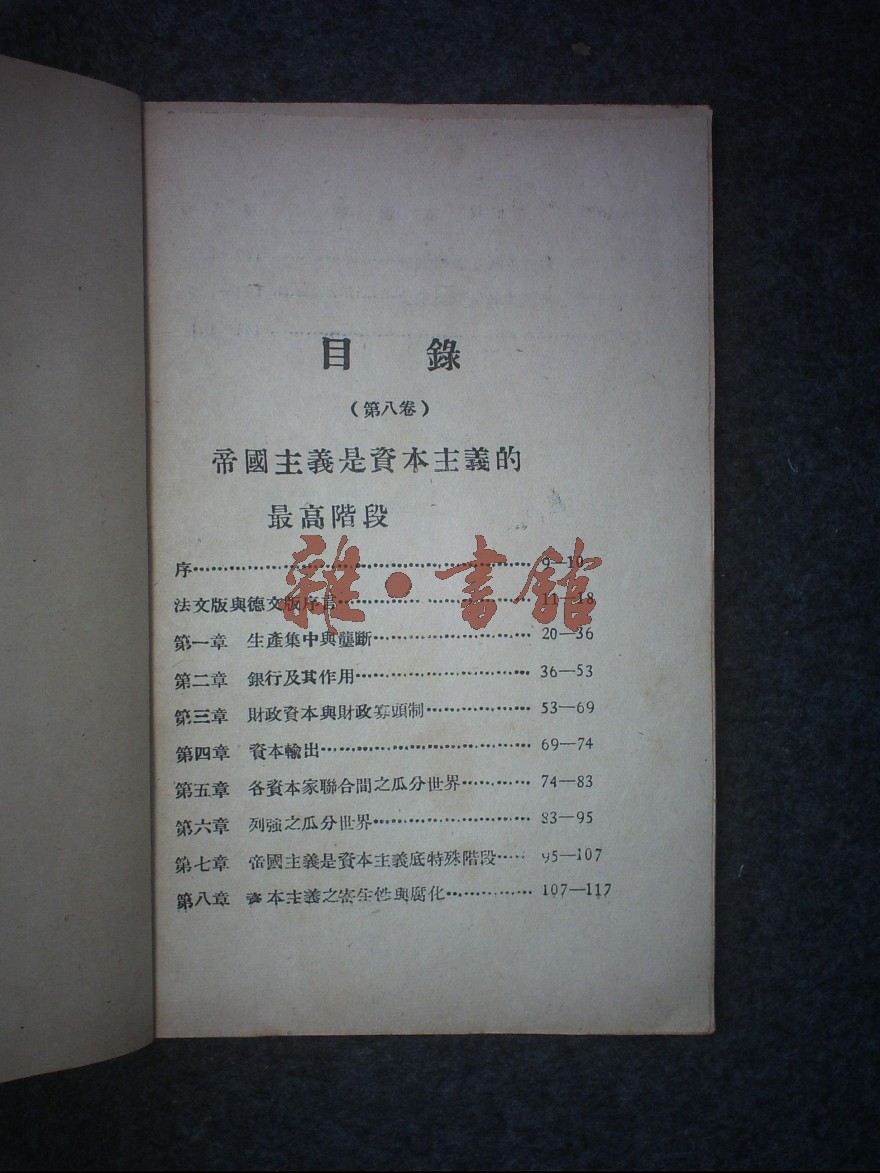 目錄
（第八卷）
帝國主義是資本主義的
最高階段
序⋯⋯⋯⋯⋯⋯⋯⋯⋯⋯⋯⋯ 9—10
法文版與德文版序言⋯⋯⋯⋯⋯⋯ 11—18
雜·書館
第一章 生產集中與壟斷⋯⋯⋯⋯⋯ 20—36
第二章 銀行及其作用⋯⋯⋯⋯⋯⋯ 36—53
第三章 財政資本與財政寡頭制⋯⋯⋯ 53—69
第四章 資本輸出⋯⋯⋯⋯⋯⋯⋯ 69—74
第五章 各資本家聯合間之瓜分世界⋯⋯ 74—83
第六章 列強之瓜分世界⋯⋯⋯⋯⋯ 83—95
第七章 帝國主義是資本主義底特殊階段⋯⋯ 95—107
第八章 資本主義之寄生性與腐化⋯⋯⋯ 107—117